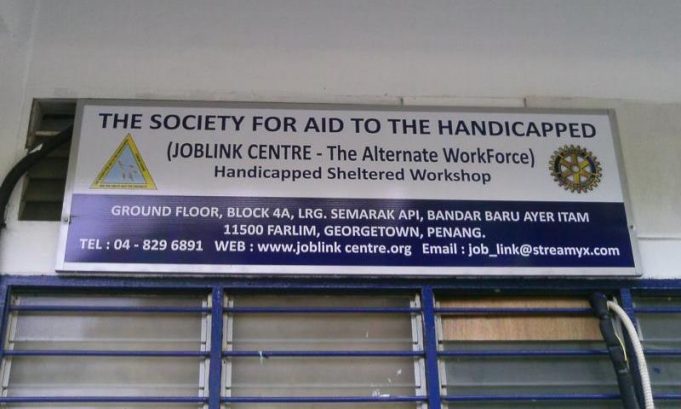 THE SOCIETY FOR AID TO THE HANDICAPPED
(JOBLINK CENTRE - The Alternate WorkForce)
Handicapped Sheltered Workshop
GROUND FLOOR, BLOCK 4A, LRG. SEMARAK API, BANDAR BARU AYER ITAM
11500 FARLIM, GEORGETOWN, PENANG.
TEL : 04 - 829 6891 WEB : www.joblink centre.org Email : job_link@streamyx.com